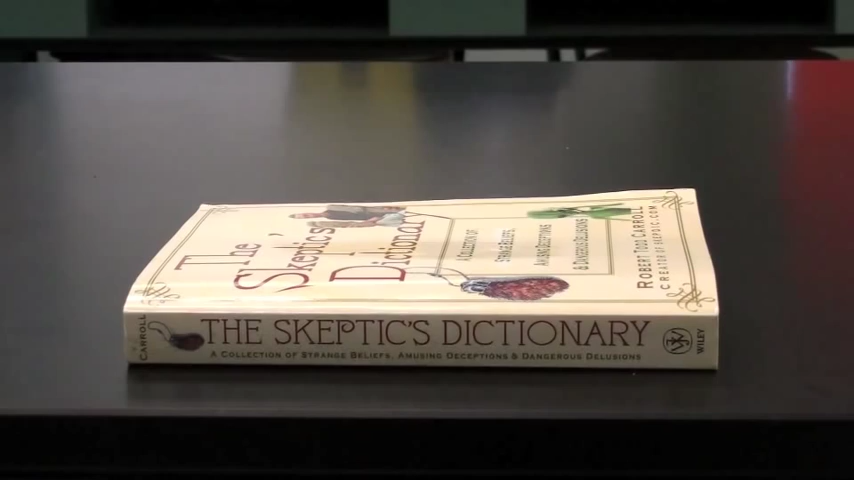 The
Skeptic's
Dictionary
A COLLECTION OF
STRANGE BELIEFS,
AMUSING DECEPTIONS
& DANGEROUS DELUSIONS
ROBERT TODD CARROLL
CREATOR OF SKEPDIC.COM
CARROLL
THE SKEPTIC'S DICTIONARY
A COLLECTION OF STRANGE BELIEFS, AMUSING DECEPTIONS & DANGEROUS DELUSIONS
WILEY